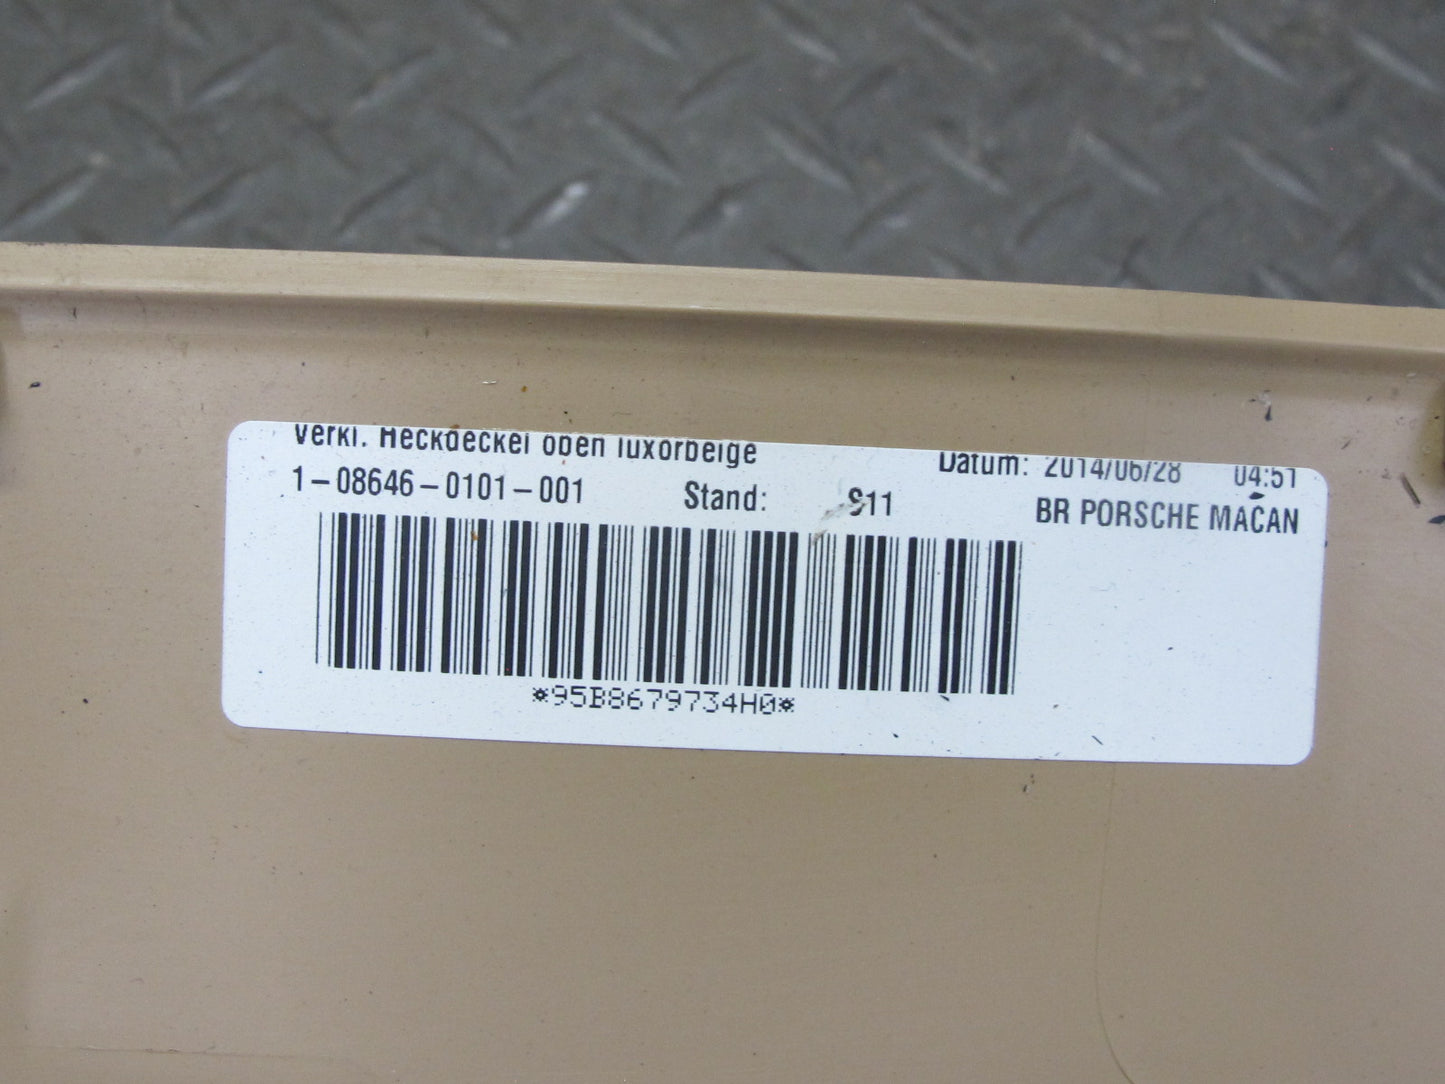 Verkl. Heckdeckel oben luxorbeige
Datum: 2014/06/28 04:51
1-08646-0101-001 Stand: S11 BR PORSCHE MACAN
*95B8679734H0*